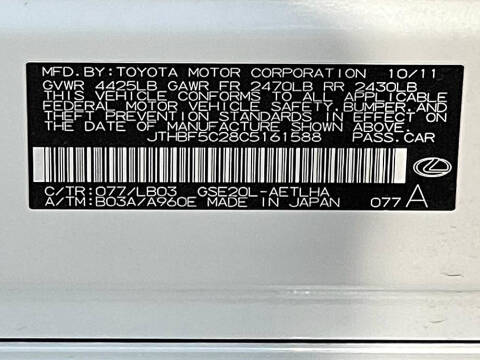 MFD.BY:TOYOTA MOTOR CORPORATION 10/11
GVWR 4425LB GAWR FR 2470LB RR 2430LB
THIS VEHICLE CONFORMS TO ALL APPLICABLE
FEDERAL MOTOR VEHICLE SAFETY,BUMPER,AND
THEFT PREVENTION STANDARDS IN EFFECT ON
THE DATE OF MANUFACTURE SHOWN ABOVE.
JTHBF5C28C5161588 PASS.CAR
C/TR:077/LB03 GSE20L-AETLHA
A/TM:B03A/A960E MADE IN JAPAN 077 A